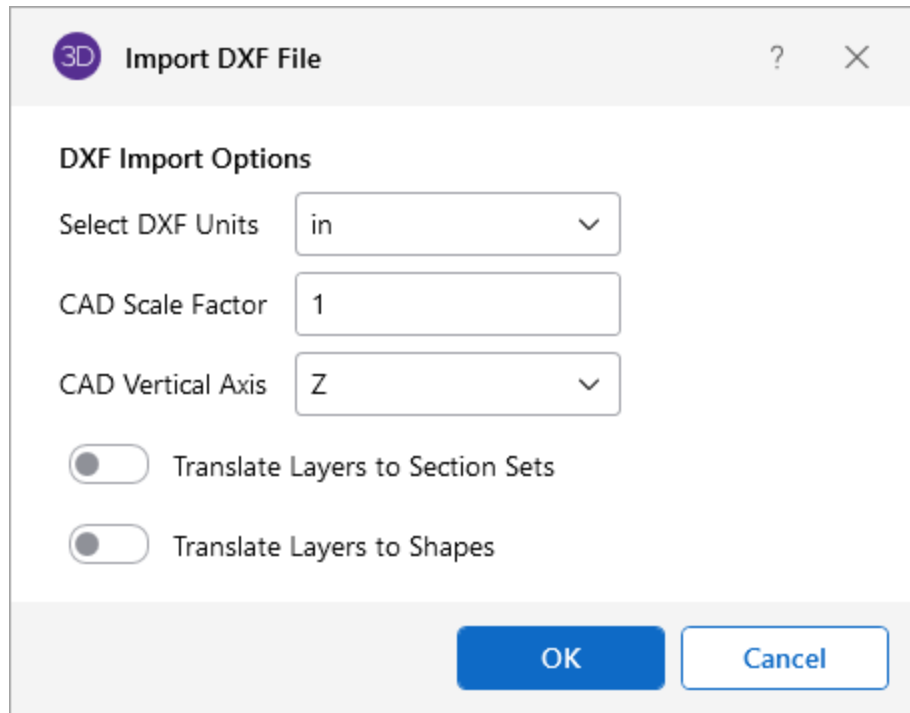 3D Import DXF File ?
DXF Import Options
Select DXF Units in
CAD Scale Factor 1
CAD Vertical Axis Z
Translate Layers to Section Sets
Translate Layers to Shapes
OK Cancel